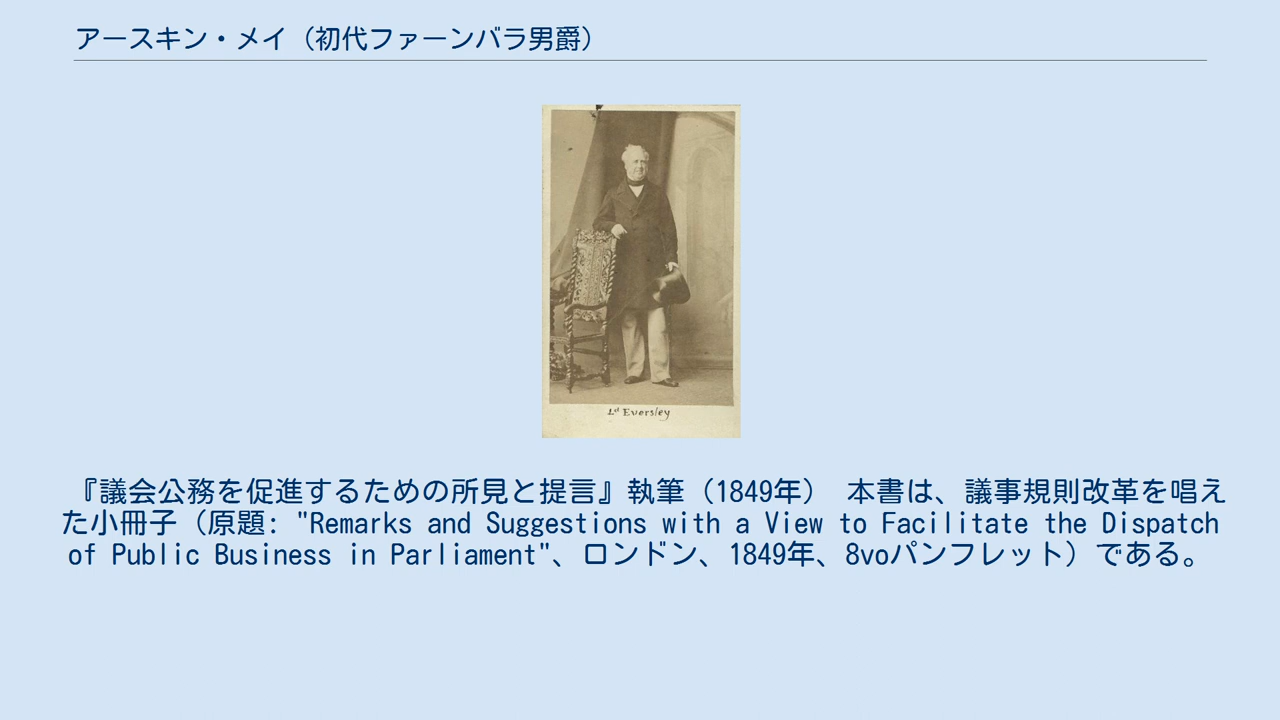 アースキン・メイ（初代ファーンバラ男爵）
Ld Eversley
『議会公務を促進するための所見と提言』執筆（1849年） 本書は、議事規則改革を唱え
た小冊子（原題: "Remarks and Suggestions with a View to Facilitate the Dispatch
of Public Business in Parliament"、ロンドン、1849年、8voパンフレット）である。